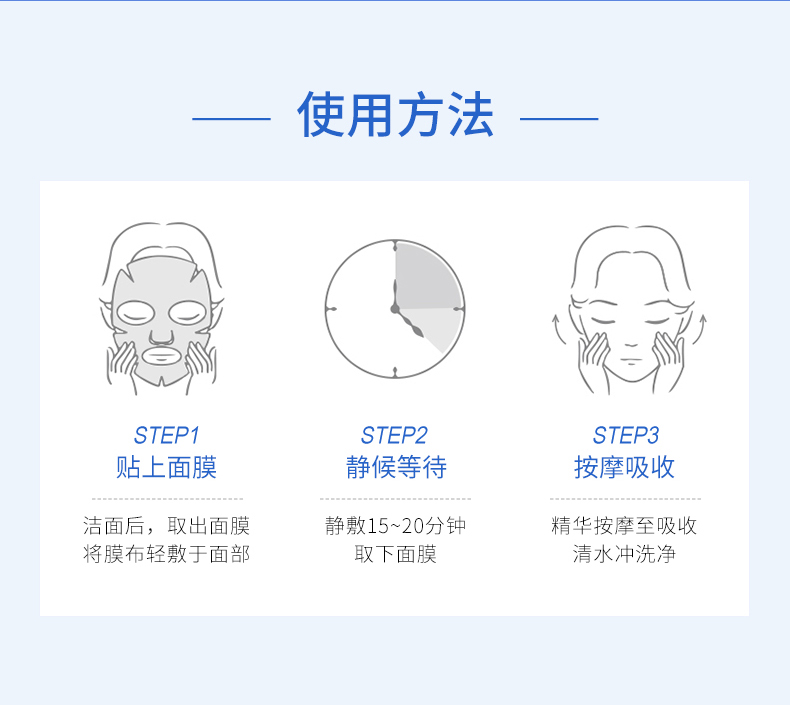 使用方法
STEP1
贴上面膜
洁面后，取出面膜
将膜布轻敷于面部
STEP2
静候等待
静敷15~20分钟
取下面膜
STEP3
按摩吸收
精华按摩至吸收
清水冲洗净